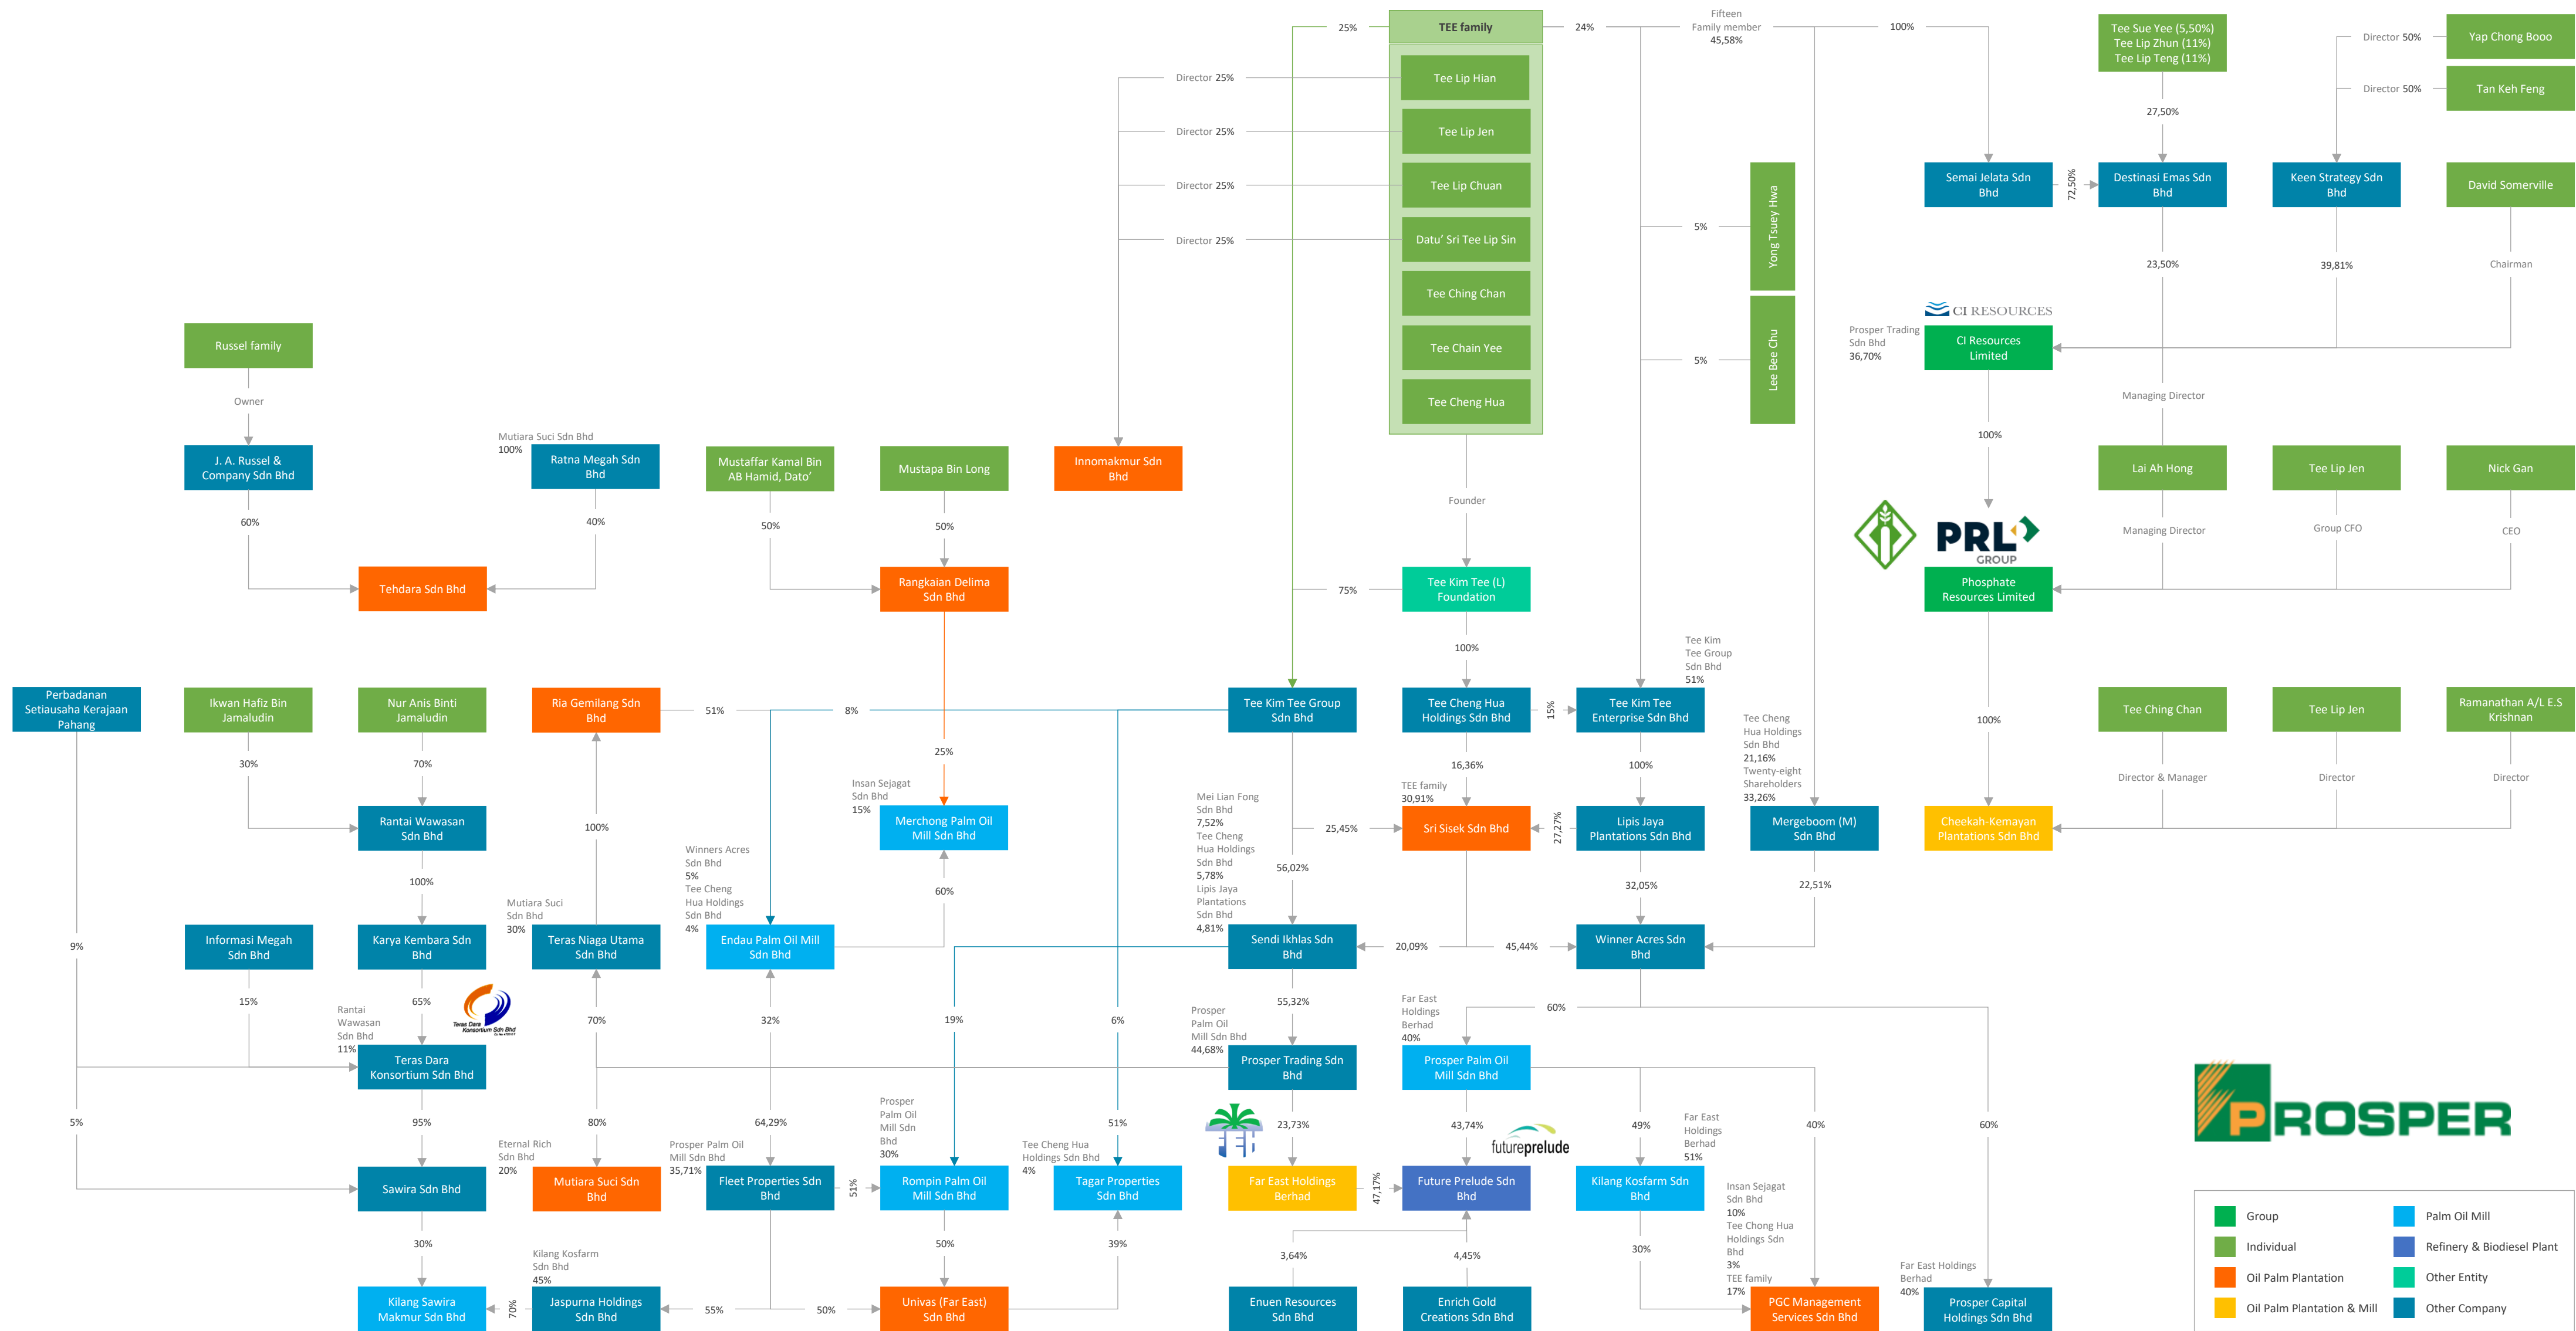 25%
TEE family
24%
Fifteen
Family member
45,58%
100%
Tee Sue Yee (5,50%)
Tee Lip Zhun (11%)
Tee Lip Teng (11%)
Director 50%
Yap Chong Booo
Director 50%
Tan Keh Feng
Director 25%
Tee Lip Hian
Director 25%
Tee Lip Jen
Director 25%
Tee Lip Chuan
Director 25%
Datu' Sri Tee Lip Sin
Tee Ching Chan
Tee Chain Yee
Tee Cheng Hua
5%
Yong Tsuey Hwa
5%
Lee Bee Chu
27,50%
Semai Jelata Sdn
Bhd
72,50%
Destinasi Emas Sdn
Bhd
Keen Strategy Sdn
Bhd
David Somerville
23,50%
39,81%
Chairman
CI RESOURCES
Prosper Trading
Sdn Bhd
36,70%
CI Resources
Limited
Managing Director
100%
Russel family
Owner
J. A. Russel &
Company Sdn Bhd
Mutiara Suci Sdn Bhd
100%
Ratna Megah Sdn
Bhd
Mustaffar Kamal Bin
AB Hamid, Dato'
Mustapa Bin Long
Innomakmur Sdn
Bhd
Founder
Lai Ah Hong
Tee Lip Jen
Nick Gan
60%
40%
50%
50%
PRL
GROUP
Managing Director
Group CFO
CEO
Tehdara Sdn Bhd
Rangkaian Delima
Sdn Bhd
75%
Tee Kim Tee (L)
Foundation
Phosphate
Resources Limited
100%
Tee Kim
Tee Group
Sdn Bhd
51%
Perbadanan
Setiausaha Kerajaan
Pahang
Ikwan Hafiz Bin
Jamaludin
Nur Anis Binti
Jamaludin
Ria Gemilang Sdn
Bhd
51%
8%
Tee Kim Tee Group
Sdn Bhd
Tee Cheng Hua
Holdings Sdn Bhd
15%
Tee Kim Tee
Enterprise Sdn Bhd
Tee Cheng
Hua Holdings
Sdn Bhd
21,16%
Twenty-eight
Shareholders
33,26%
100%
Tee Ching Chan
Tee Lip Jen
Ramanathan A/L E.S
Krishnan
30%
70%
25%
16,36%
100%
Director & Manager
Director
Director
Rantai Wawasan
Sdn Bhd
100%
Insan Sejagat
Sdn Bhd
15%
Merchong Palm Oil
Mill Sdn Bhd
Mei Lian Fong
Sdn Bhd
7,52%
Tee Cheng
Hua Holdings
Sdn Bhd
5,78%
Lipis Jaya
Plantations
Sdn Bhd
4,81%
25,45%
TEE family
30,91%
Sri Sisek Sdn Bhd
27,27%
Lipis Jaya
Plantations Sdn Bhd
Mergeboom (M)
Sdn Bhd
Cheekah-Kemayan
Plantations Sdn Bhd
100%
Winners Acres
Sdn Bhd
5%
Tee Cheng
Hua Holdings
Sdn Bhd
4%
60%
56,02%
32,05%
22,51%
9%
Informasi Megah
Sdn Bhd
Karya Kembara Sdn
Bhd
Mutiara Suci
Sdn Bhd
30%
Teras Niaga Utama
Sdn Bhd
Endau Palm Oil Mill
Sdn Bhd
Sendi Ikhlas Sdn
Bhd
20,09%
45,44%
Winner Acres Sdn
Bhd
15%
65%
Teras Dara
Konsortium Sdn Bhd
70%
32%
19%
6%
55,32%
60%
Rantai
Wawasan
Sdn Bhd
11%
Teras Dara
Konsortium Sdn Bhd
Prosper
Palm Oil
Mill Sdn Bhd
44,68%
Prosper Trading Sdn
Bhd
Far East
Holdings
Berhad
40%
Prosper Palm Oil
Mill Sdn Bhd
5%
95%
80%
64,29%
Prosper
Palm Oil
Mill Sdn
Bhd
30%
51%
23,73%
43,74%
futureprelude
49%
Far East
Holdings
Berhad
51%
40%
60%
PROSPER
Sawira Sdn Bhd
Eternal Rich
Sdn Bhd
20%
Mutiara Suci Sdn
Bhd
Prosper Palm Oil
Mill Sdn Bhd
35,71%
Fleet Properties Sdn
Bhd
51%
Rompin Palm Oil
Mill Sdn Bhd
Tee Cheng Hua
Holdings Sdn Bhd
4%
Tagar Properties
Sdn Bhd
Far East Holdings
Berhad
47,17%
Future Prelude Sdn
Bhd
Kilang Kosfarm Sdn
Bhd
Insan Sejagat
Sdn Bhd
10%
Tee Chong Hua
Holdings Sdn
Bhd
3%
TEE family
17%
30%
Kilang Kosfarm
Sdn Bhd
45%
50%
39%
3,64%
4,45%
30%
Far East Holdings
Berhad
40%
Kilang Sawira
Makmur Sdn Bhd
70%
Jaspurna Holdings
Sdn Bhd
55%
50%
Univas (Far East)
Sdn Bhd
Enuen Resources
Sdn Bhd
Enrich Gold
Creations Sdn Bhd
PGC Management
Services Sdn Bhd
Prosper Capital
Holdings Sdn Bhd
Group
Palm Oil Mill
Individual
Refinery & Biodiesel Plant
Oil Palm Plantation
Other Entity
Oil Palm Plantation & Mill
Other Company